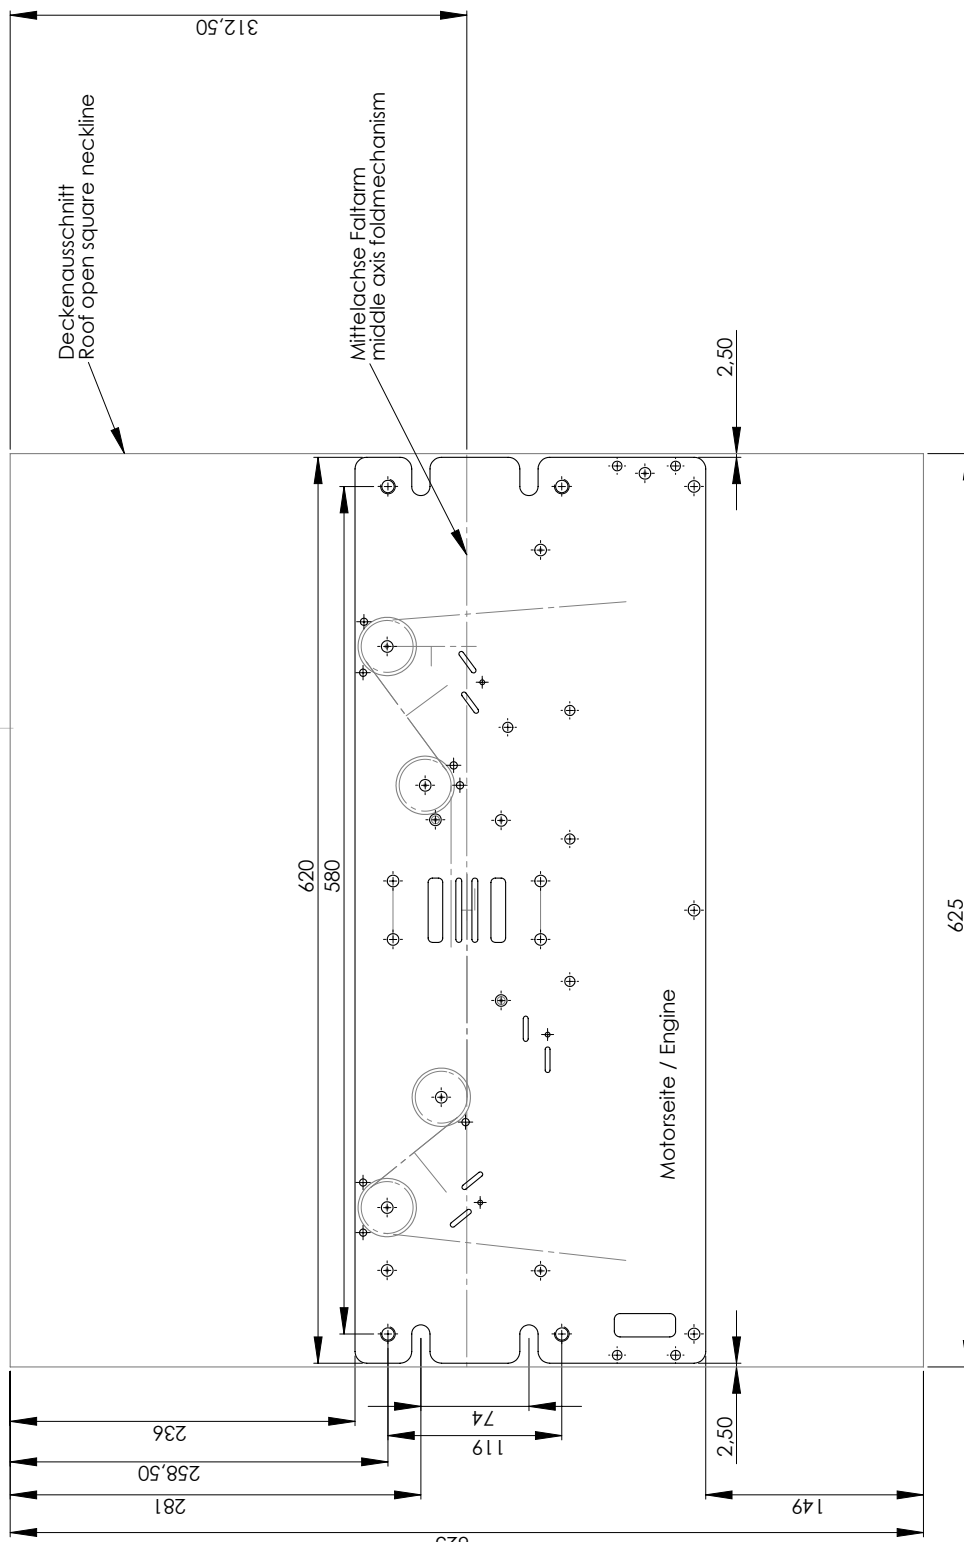 312,50
Deckenausschnitt
Roof open square neckline
Mittelachse Faltarm
middle axis foldmechanism
2,50
620
580
625
Motorseite / Engine
236
74
119
2,50
258,50
281
149